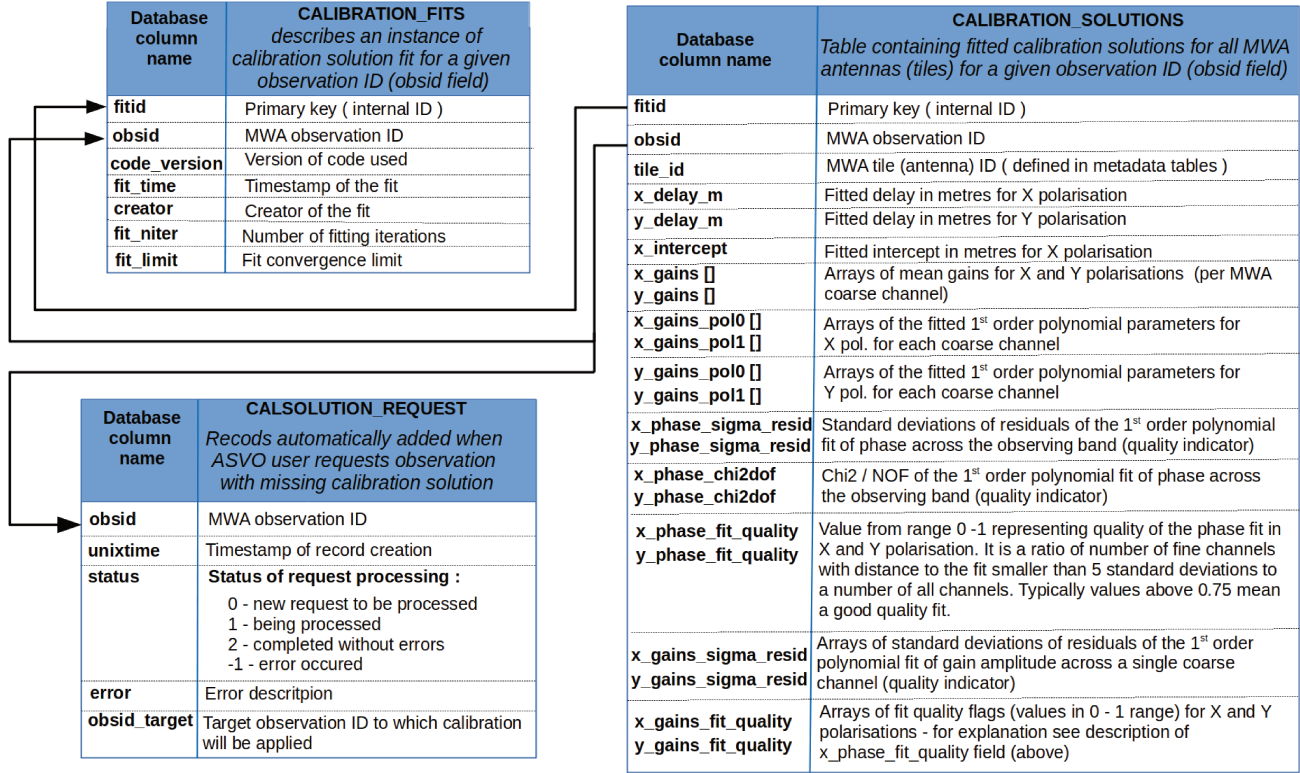 Database
column
name
CALIBRATION_FITS
describes an instance of
calibration solution fit for a given
observation ID (obsid field)
fitid
Primary key ( internal ID )
obsid
MWA observation ID
code_version
Version of code used
fit_time
Timestamp of the fit
creator
Creator of the fit
fit_niter
Number of fitting iterations
fit_limit
Fit convergence limit
Database
column name
CALIBRATION_SOLUTIONS
Table containing fitted calibration solutions for all MWA
antennas (tiles) for a given observation ID (obsid field)
fitid
Primary key ( internal ID )
obsid
MWA observation ID
tile_id
MWA tile (antenna) ID ( defined in metadata tables )
x_delay_m
Fitted delay in metres for X polarisation
y_delay_m
Fitted delay in metres for Y polarisation
x_intercept
Fitted intercept in metres for X polarisation
x_gains []
y_gains []
Arrays of mean gains for X and Y polarisations (per MWA
coarse channel)
x_gains_pol0 []
x_gains_pol1 []
Arrays of the fitted 1st order polynomial parameters for
X pol. for each coarse channel
y_gains_pol0 []
y_gains_pol1 []
Arrays of the fitted 1st order polynomial parameters for
Y pol. for each coarse channel
x_phase_sigma_resid
y_phase_sigma_resid
Standard deviations of residuals of the 1st order polynomial
fit of phase across the observing band (quality indicator)
x_phase_chi2dof
y_phase_chi2dof
Chi2 / NOF of the 1st order polynomial fit of phase across
the observing band (quality indicator)
x_phase_fit_quality
y_phase_fit_quality
Value from range 0 -1 representing quality of the phase fit in
X and Y polarisation. It is a ratio of number of fine channels
with distance to the fit smaller than 5 standard deviations to
a number of all channels. Typically values above 0.75 mean
a good quality fit.
x_gains_sigma_resid
y_gains_sigma_resid
Arrays of standard deviations of residuals of the 1st order
polynomial fit of gain amplitude across a single coarse
channel (quality indicator)
x_gains_fit_quality
y_gains_fit_quality
Arrays of fit quality flags (values in 0 - 1 range) for X and Y
polarisations - for explanation see description of
x_phase_fit_quality field (above)
Database
column
name
CALSOLUTION_REQUEST
Recods automatically added when
ASVO user requests observation
with missing calibration solution
obsid
MWA observation ID
unixtime
Timestamp of record creation
status
Status of request processing :
0 - new request to be processed
1 - being processed
2 - completed without errors
-1 - error occured
error
Error descritpion
obsid_target
Target observation ID to which calibration
will be applied